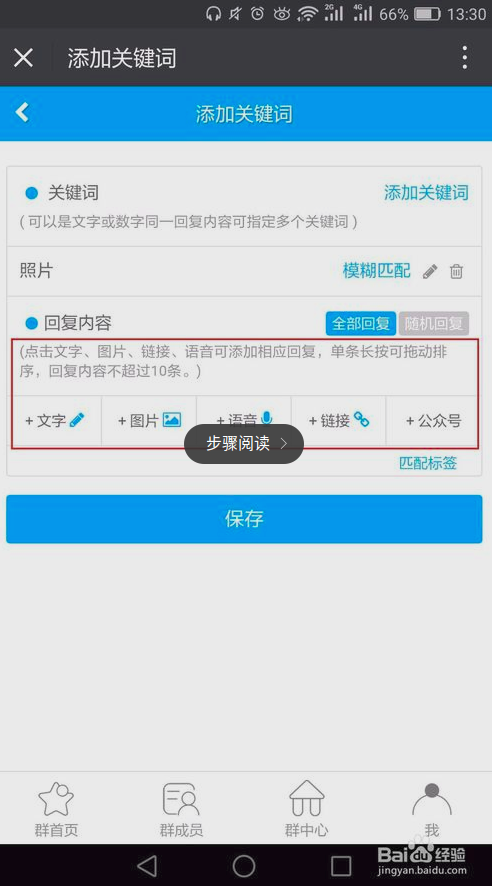 2G 4G 66% 13:30
添加关键词
添加关键词
关键词 添加关键词
(可以是文字或数字同一回复内容可指定多个关键词)
照片 模糊匹配
回复内容 全部回复 随机回复
(点击文字、图片、链接、语音可添加相应回复，单条长按可拖动排
序，回复内容不超过10条。)
+文字 +图片 +语音 +链接 +公众号
步骤阅读
匹配标签
保存
群首页 群成员 群中心 我
Baidu 经验
jingyan.baidu.com